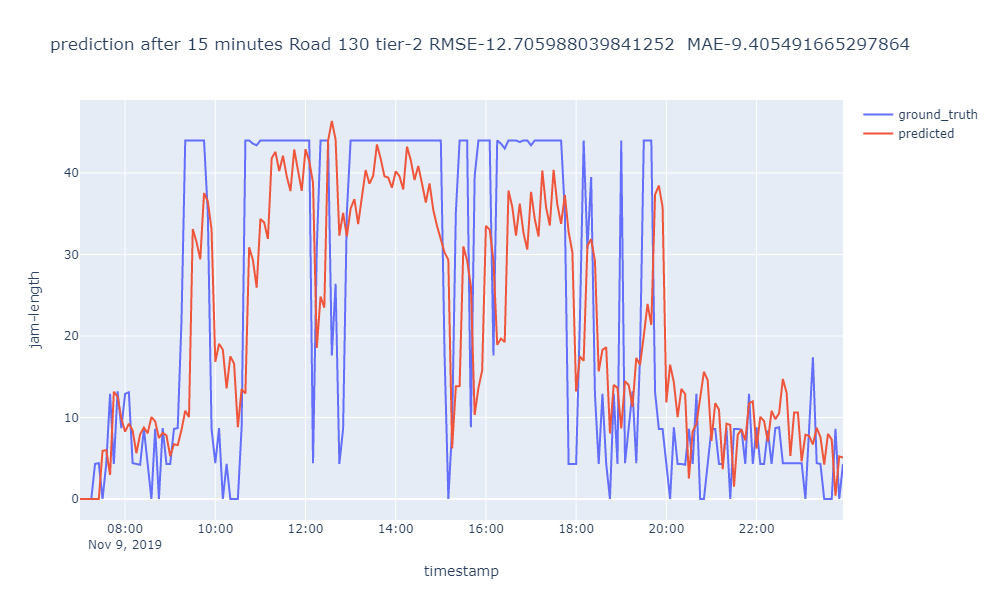 prediction after 15 minutes Road 130 tier-2 RMSE-12.705988039841252  MAE-9.405491665297864
ground_truth
predicted
jam-length
40
30
20
10
0
08:00 10:00 12:00 14:00 16:00 18:00 20:00 22:00
Nov 9, 2019
timestamp